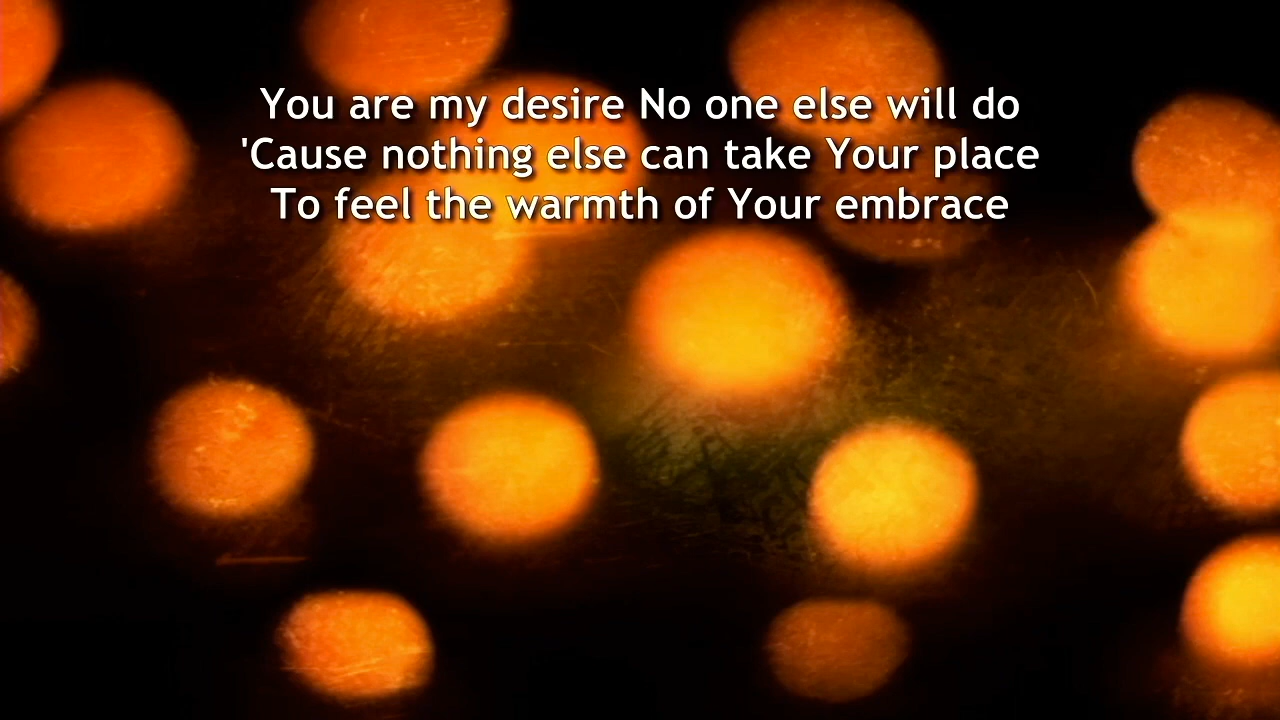 You are my desire No one else will do
'Cause nothing else can take Your place
To feel the warmth of Your embrace